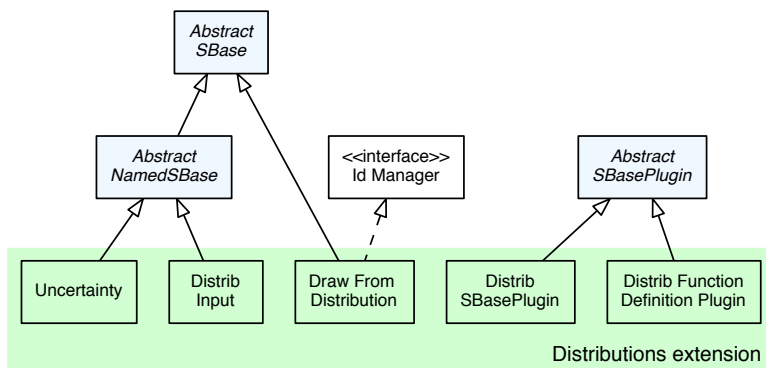 Abstract
SBase
Abstract
NamedSBase
<<interface>>
Id Manager
Abstract
SBasePlugin
Uncertainty
Distrib
Input
Draw From
Distribution
Distrib
SBasePlugin
Distrib Function
Definition Plugin
Distributions extension